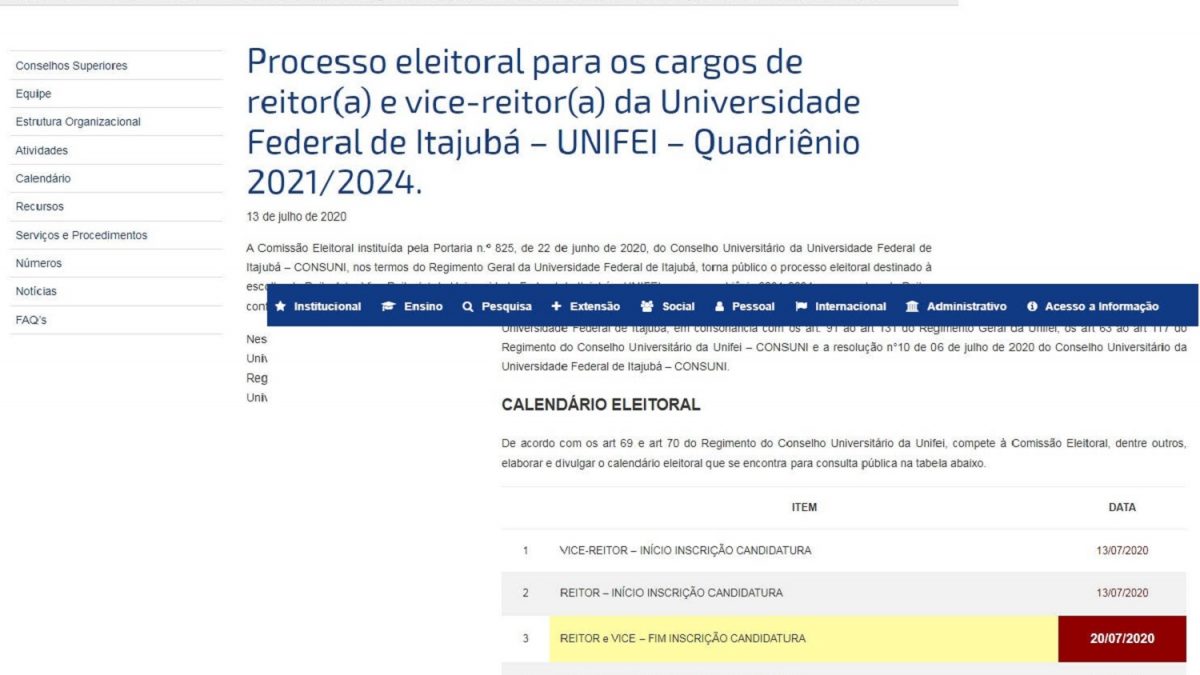 Conselhos Superiores
Equipe
Estrutura Organizacional
Atividades
Calendário
Recursos
Serviços e Procedimentos
Números
Notícias
FAQ's
Processo eleitoral para os cargos de
reitor(a) e vice-reitor(a) da Universidade
Federal de Itajubá – UNIFEI – Quadriênio
2021/2024.
13 de julho de 2020
A Comissão Eleitoral instituída pela Portaria n.º 825, de 22 de junho de 2020, do Conselho Universitário da Universidade Federal de
Itajubá – CONSUNI, nos termos do Regimento Geral da Universidade Federal de Itajubá, torna público o processo eleitoral destinado à
Nes
Univ
Reg
Univ
Institucional Ensino Pesquisa Extensão Social Pessoal Internacional Administrativo Acesso a Informação
Universidade Federal de Itajubá, em consonância com os art. 91 ao art 131 do Regimento Geral da Unifei, os art 63 ao art 117 do
Regimento do Conselho Universitário da Unifei – CONSUNI e a resolução n°10 de 06 de julho de 2020 do Conselho Universitário da
Universidade Federal de Itajubá – CONSUNI.
CALENDÁRIO ELEITORAL
De acordo com os art 69 e art 70 do Regimento do Conselho Universitário da Unifei, compete à Comissão Eleitoral, dentre outros,
elaborar e divulgar o calendário eleitoral que se encontra para consulta pública na tabela abaixo.
ITEM DATA
1 VICE-REITOR – INÍCIO INSCRIÇÃO CANDIDATURA 13/07/2020
2 REITOR – INÍCIO INSCRIÇÃO CANDIDATURA 13/07/2020
3 REITOR e VICE – FIM INSCRIÇÃO CANDIDATURA 20/07/2020